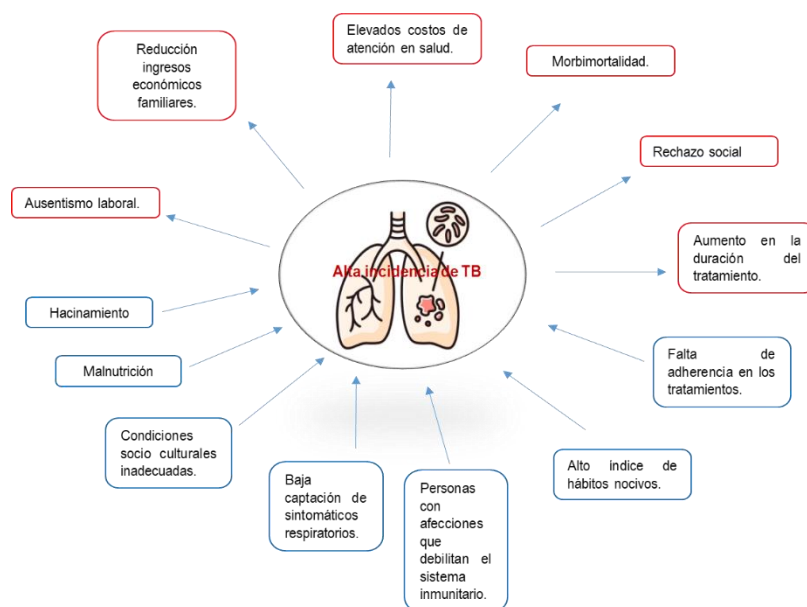 Reducción
ingresos
económicos
familiares.
Elevados costos de
atención en salud.
Morbimortalidad.
Rechazo social
Ausentismo laboral.
Alta incidencia de TB
Aumento en la
duración del
tratamiento.
Hacinamiento
Malnutrición
Falta de
adherencia en los
tratamientos.
Condiciones
socio culturales
inadecuadas.
Baja
captación de
sintomáticos
respiratorios.
Personas
con
afecciones
que
debilitan el
sistema
inmunitario.
Alto índice de
hábitos nocivos.